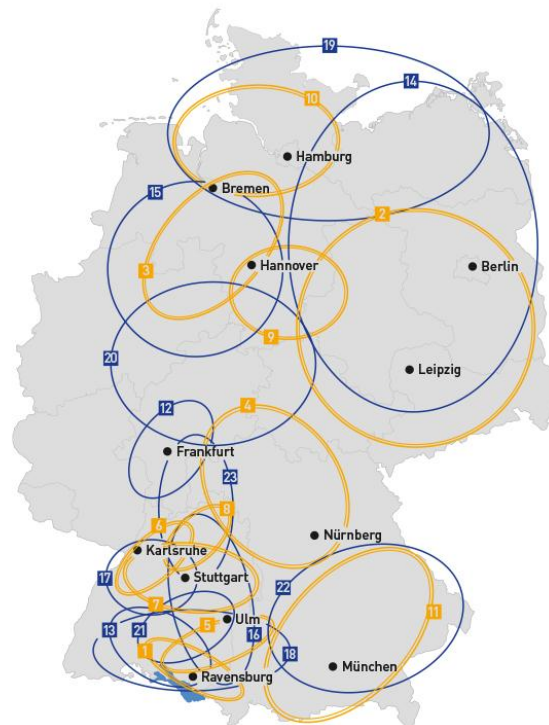 19
14
10
Hamburg
15
Bremen
2
3
Hannover
Berlin
9
20
Leipzig
12
4
Frankfurt
23
8
6
Nürnberg
Karlsruhe
17
Stuttgart
22
7
11
13
21
5
Ulm
16
1
18
München
Ravensburg